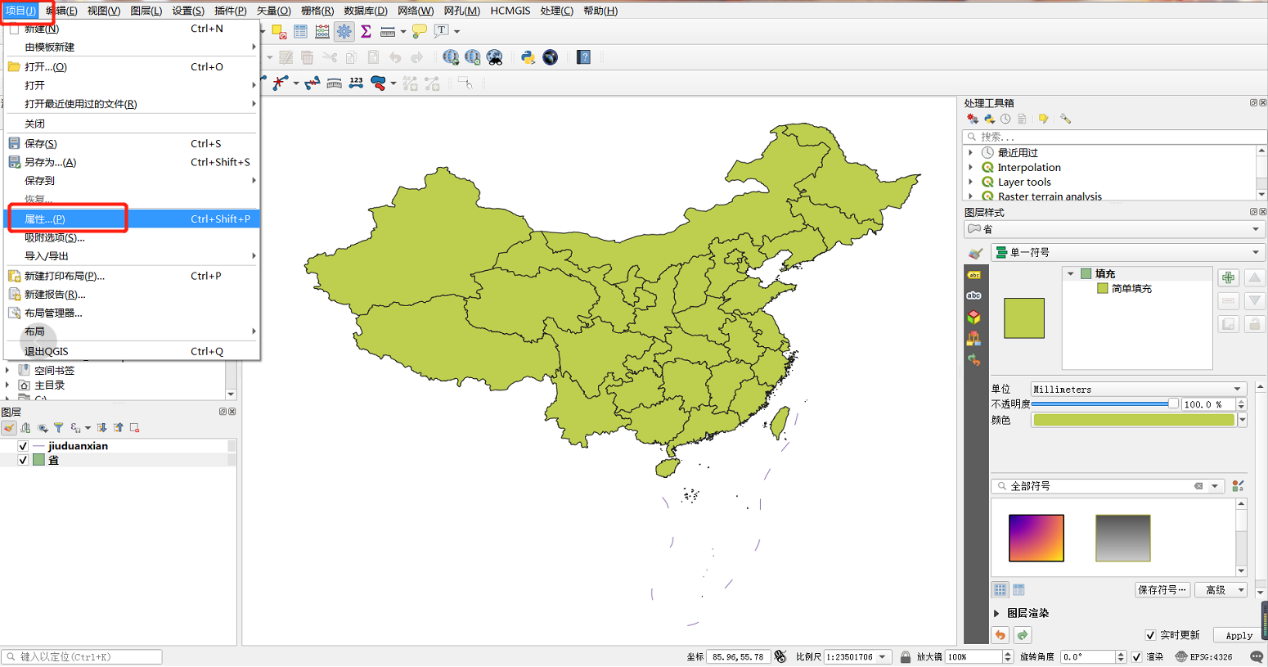 项目(J) 编辑(E) 视图(V) 图层(L) 设置(S) 插件(P) 矢量(O) 栅格(R) 数据库(D) 网络(W) 网孔(M) HCMGIS 处理(C) 帮助(H)
新建(N) Ctrl+N
由模板新建
打开...(O) Ctrl+O
打开
打开最近使用过的文件(R)
关闭
保存(S) Ctrl+S
另存为...(A) Ctrl+Shift+S
保存到
恢复...
属性...(P) Ctrl+Shift+P
吸附选项(S)...
导入/导出
新建打印布局(P)... Ctrl+P
新建报告(R)...
布局管理器...
布局
退出QGIS Ctrl+Q
空间书签
主目录
C:\
图层
jiuduanxian
省
T
123
处理工具箱
搜索...
最近用过
Interpolation
Layer tools
Raster terrain analysis
图层样式
省
单一符号
abc
abc
填充
简单填充
单位 Millimeters
不透明度 100.0 %
颜色
全部符号
保存符号… 高级
图层渲染
实时更新 Apply
键入以定位(Ctrl+K)
坐标 85.96,55.78 比例尺 1:23501706 放大镜 100% 旋转角度 0.0° 渲染 EPSG:4326